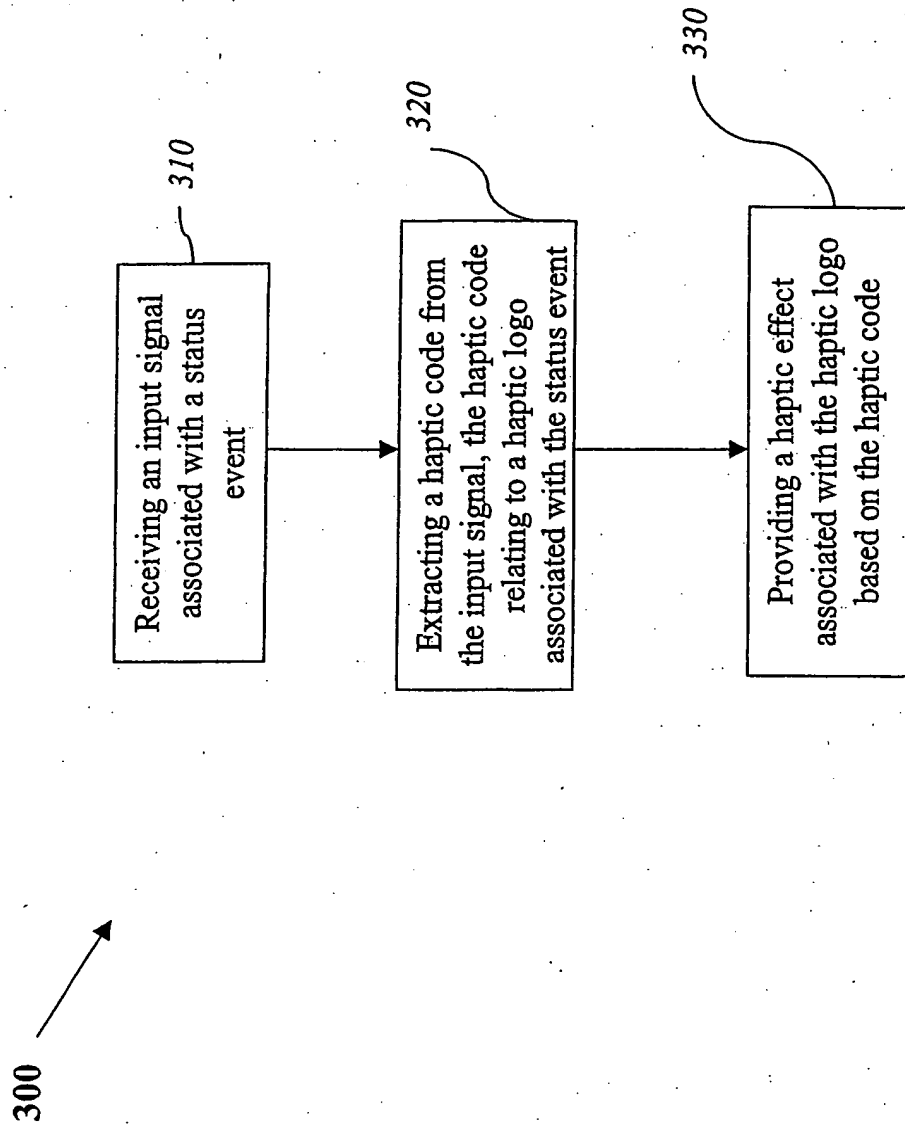 300
Receiving an input signal
associated with a status
event
310
Extracting a haptic code from
the input signal, the haptic code
relating to a haptic logo
associated with the status event
320
Providing a haptic effect
associated with the haptic logo
based on the haptic code
330